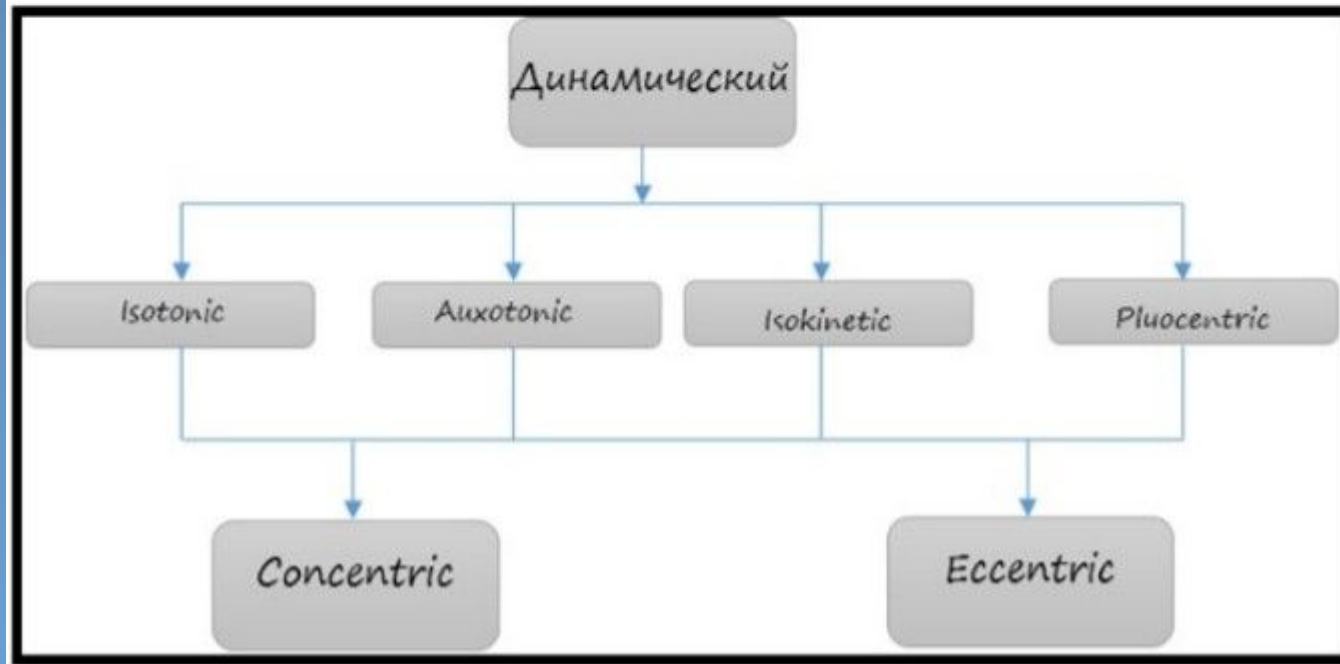 Динамический
Isotonic
Auxotonic
Isokinetic
Pluocentric
Concentric
Eccentric